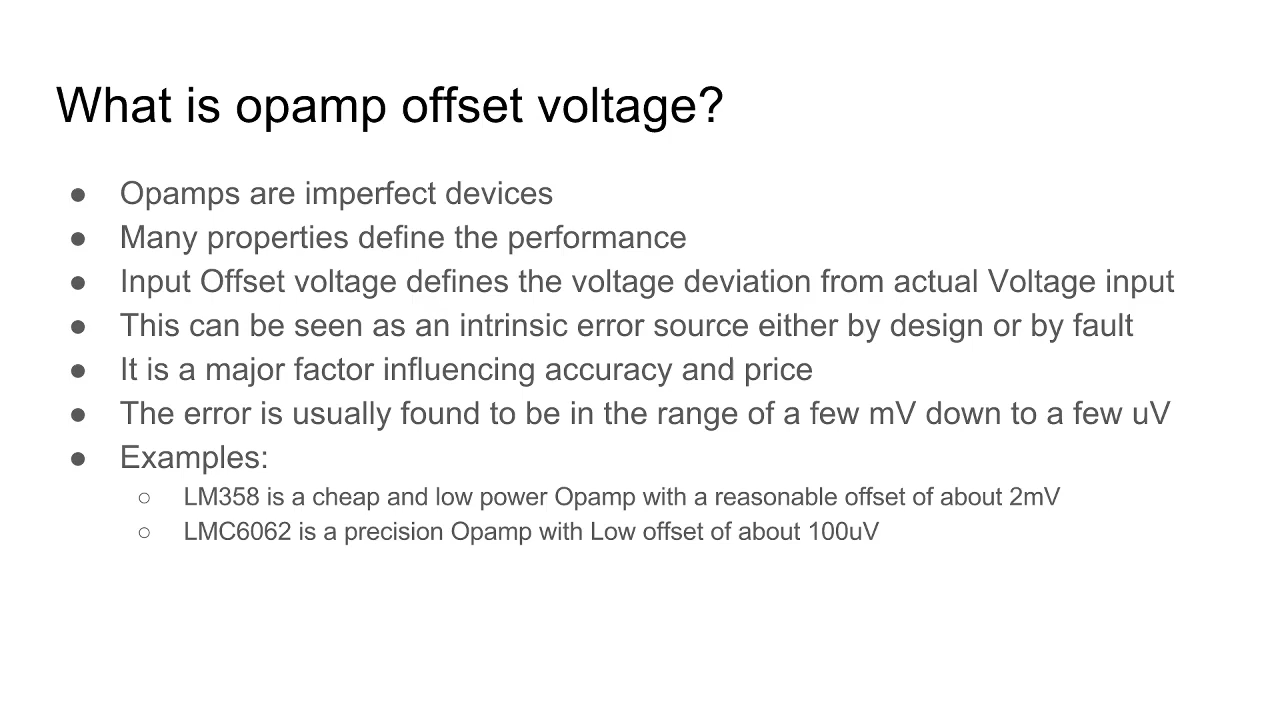 What is opamp offset voltage?
● Opamps are imperfect devices
● Many properties define the performance
● Input Offset voltage defines the voltage deviation from actual Voltage input
● This can be seen as an intrinsic error source either by design or by fault
● It is a major factor influencing accuracy and price
● The error is usually found to be in the range of a few mV down to a few uV
● Examples:
○ LM358 is a cheap and low power Opamp with a reasonable offset of about 2mV
○ LMC6062 is a precision Opamp with Low offset of about 100uV